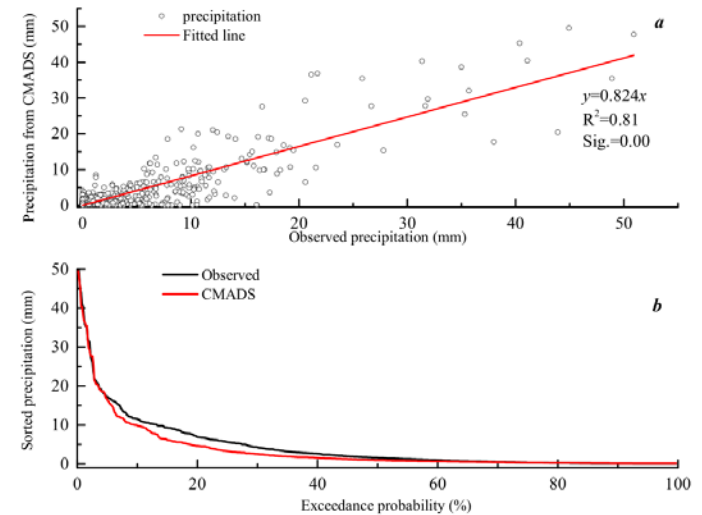 50
40
30
20
10
0
Precipitation from CMADS (mm)
precipitation
Fitted line
a
y=0.824x
R²=0.81
Sig.=0.00
0 10 20 30 40 50
Observed precipitation (mm)
50
40
30
20
10
0
Sorted precipitation (mm)
Observed
CMADS
b
0 20 40 60 80 100
Exceedance probability (%)